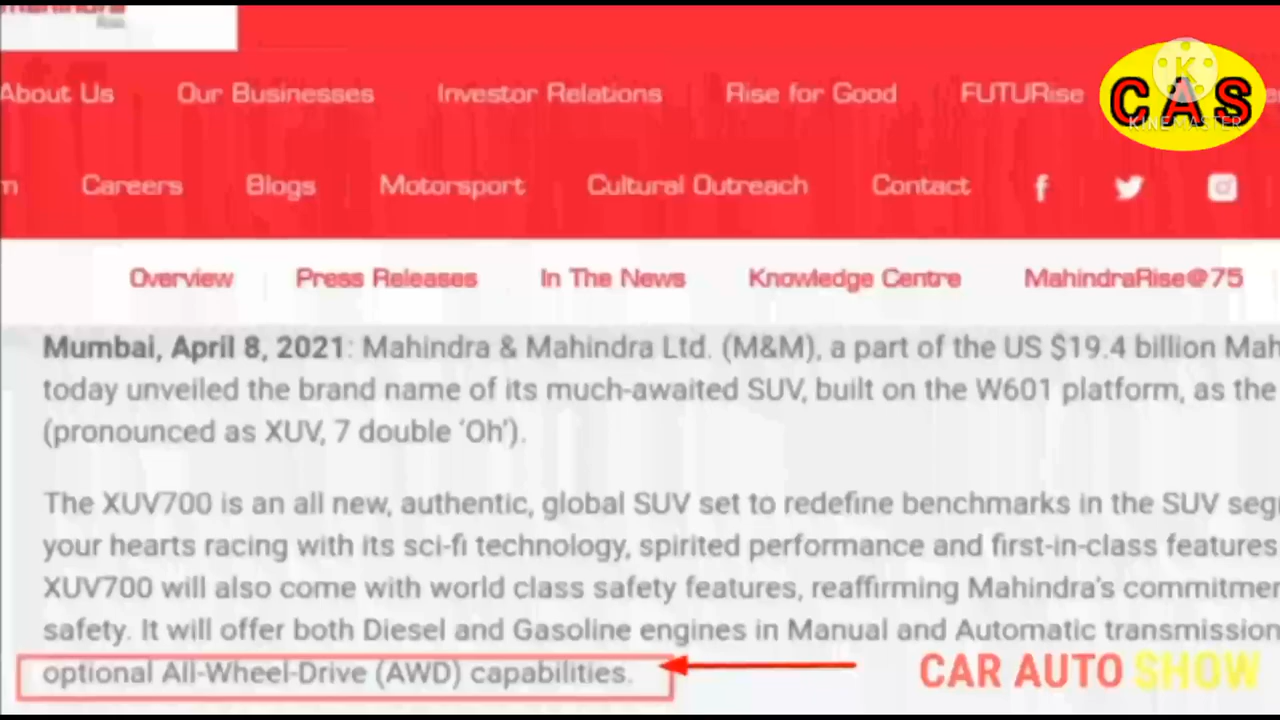 About Us Our Businesses Investor Relations Rise for Good FUTURise
CAS
KINEMASTER
Careers Blogs Motorsport Cultural Outreach Contact
Overview Press Releases In The News Knowledge Centre MahindraRise@75
Mumbai, April 8, 2021: Mahindra & Mahindra Ltd. (M&M), a part of the US $19.4 billion Mah
today unveiled the brand name of its much-awaited SUV, built on the W601 platform, as the
(pronounced as XUV, 7 double ‘Oh’).
The XUV700 is an all new, authentic, global SUV set to redefine benchmarks in the SUV seg
your hearts racing with its sci-fi technology, spirited performance and first-in-class features
XUV700 will also come with world class safety features, reaffirming Mahindra’s commitmer
safety. It will offer both Diesel and Gasoline engines in Manual and Automatic transmission
optional All-Wheel-Drive (AWD) capabilities.
CAR AUTO SHOW